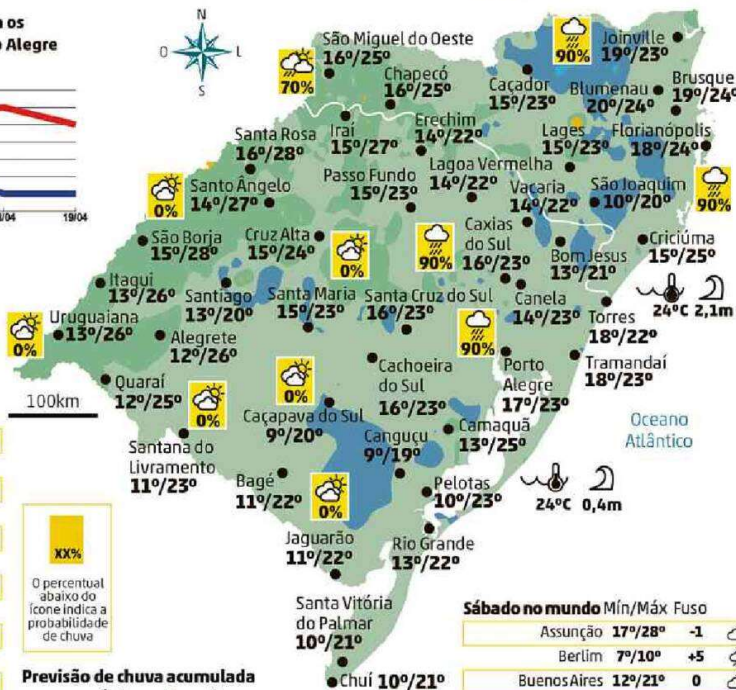 N
O
L
S
os
Alegre
19/04
70%
São Miguel do Oeste
16º/25º
Chapecó
16º/25º
90%
Joinville
19º/23º
Caçador
15º/23º
Blumenau
20º/24º
Brusque
19º/24º
Santa Rosa
16º/28º
Iraí
15º/27º
Erechim
14º/22º
Lages
15º/23º
Florianópolis
18º/24º
0%
Santo Ângelo
14º/27º
Passo Fundo
15º/23º
Lagoa Vermelha
14º/22º
Vacaria
14º/22º
São Joaquim
10º/20º
90%
São Borja
15º/28º
Cruz Alta
15º/24º
0%
90%
Caxias
do Sul
16º/23º
Bom Jesus
13º/21º
Criciúma
15º/25º
Itaqui
13º/26º
Santiago
13º/20º
Santa Maria
15º/23º
Santa Cruz do Sul
16º/23º
Canela
14º/23º
24ºC 2,1m
Torres
18º/22º
0%
Uruguaiana
13º/26º
Alegrete
12º/26º
90%
Porto
Alegre
17º/23º
Tramandaí
18º/23º
Quaraí
12º/25º
0%
0%
Cachoeira
do Sul
16º/23º
100km
Caçapava do Sul
9º/20º
Camaquã
13º/25º
Oceano
Atlântico
Santana do
Livramento
11º/23º
Canguçu
9º/19º
Bagé
11º/22º
0%
Pelotas
10º/23º
24ºC 0,4m
Jaguarão
11º/22º
Rio Grande
13º/22º
XX%
O percentual
abaixo do
ícone indica a
probabilidade
de chuva
Santa Vitória
do Palmar
10º/21º
Chuí 10º/21º
Sábado no mundo Mín/Máx Fuso
Assunção 17º/28º -1
Berlim 7º/10º +5
Buenos Aires 12º/21º 0
Previsão de chuva acumulada